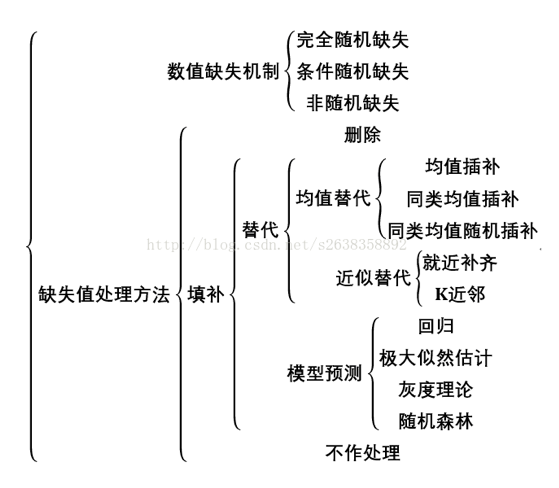 完全随机缺失
数值缺失机制
条件随机缺失
非随机缺失
删除
均值插补
均值替代
同类均值插补
替代
同类均值随机插补
http://blog.csdn.net/s2638358892
就近补齐
近似替代
缺失值处理方法
填补
K近邻
回归
极大似然估计
模型预测
灰度理论
随机森林
不作处理